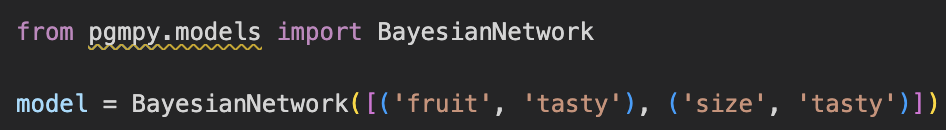 from pgmpy.models import BayesianNetwork
model = BayesianNetwork([('fruit', 'tasty'), ('size', 'tasty')])